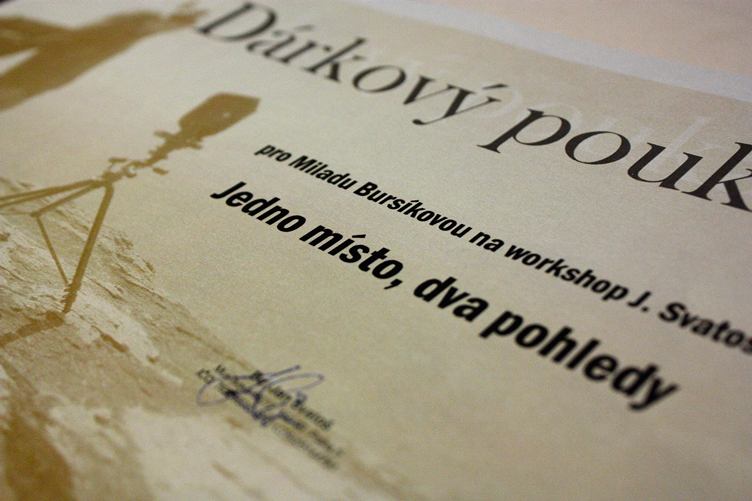 Dárkový pouk
pro Miladu Bursíkovou na workshop J. Svatos
Jedno místo, dva pohledy